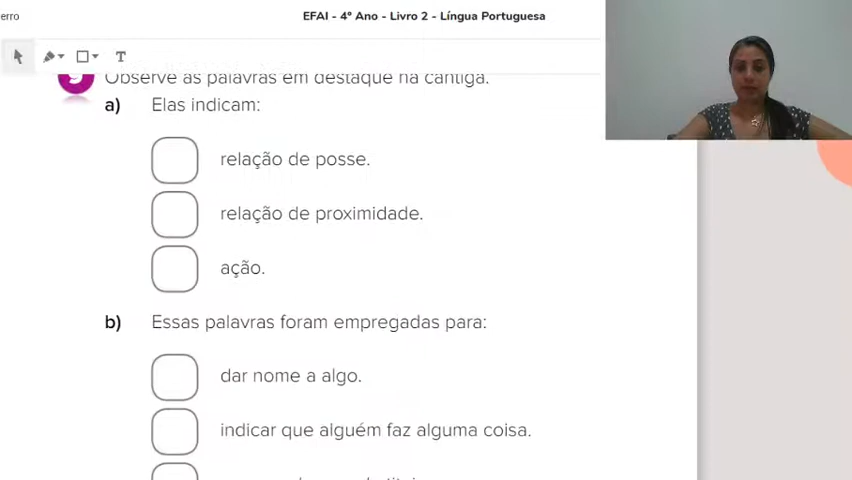 erro
EFAI - 4º Ano - Livro 2 - Língua Portuguesa
T
9 Observe as palavras em destaque na cantiga.
a) Elas indicam:
relação de posse.
relação de proximidade.
ação.
b) Essas palavras foram empregadas para:
dar nome a algo.
indicar que alguém faz alguma coisa.